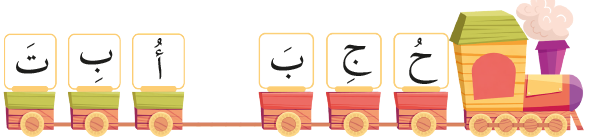 حُ جِ بَ أُ بِ تَ